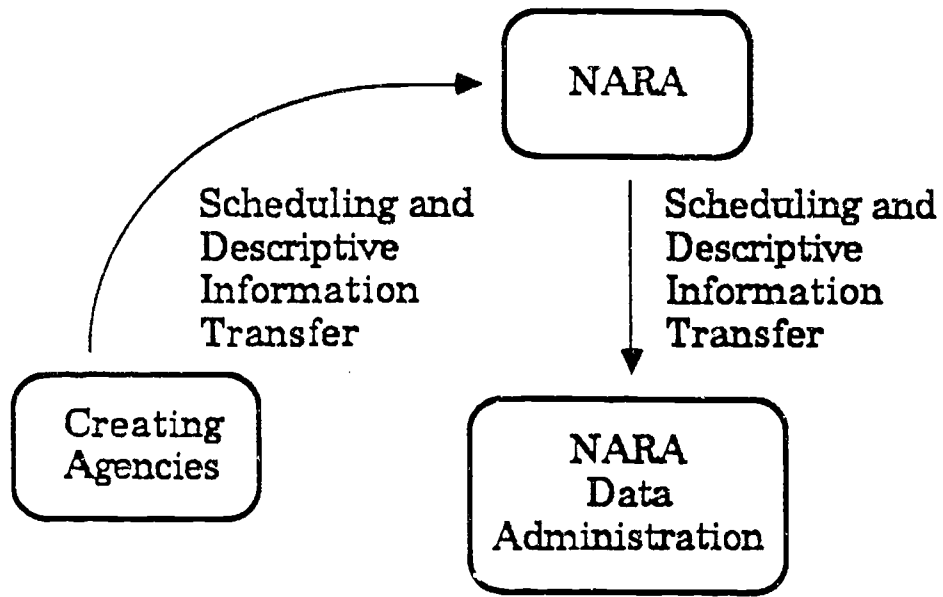 NARA
Scheduling and
Descriptive
Information
Transfer
Scheduling and
Descriptive
Information
Transfer
Creating
Agencies
NARA
Data
Administration